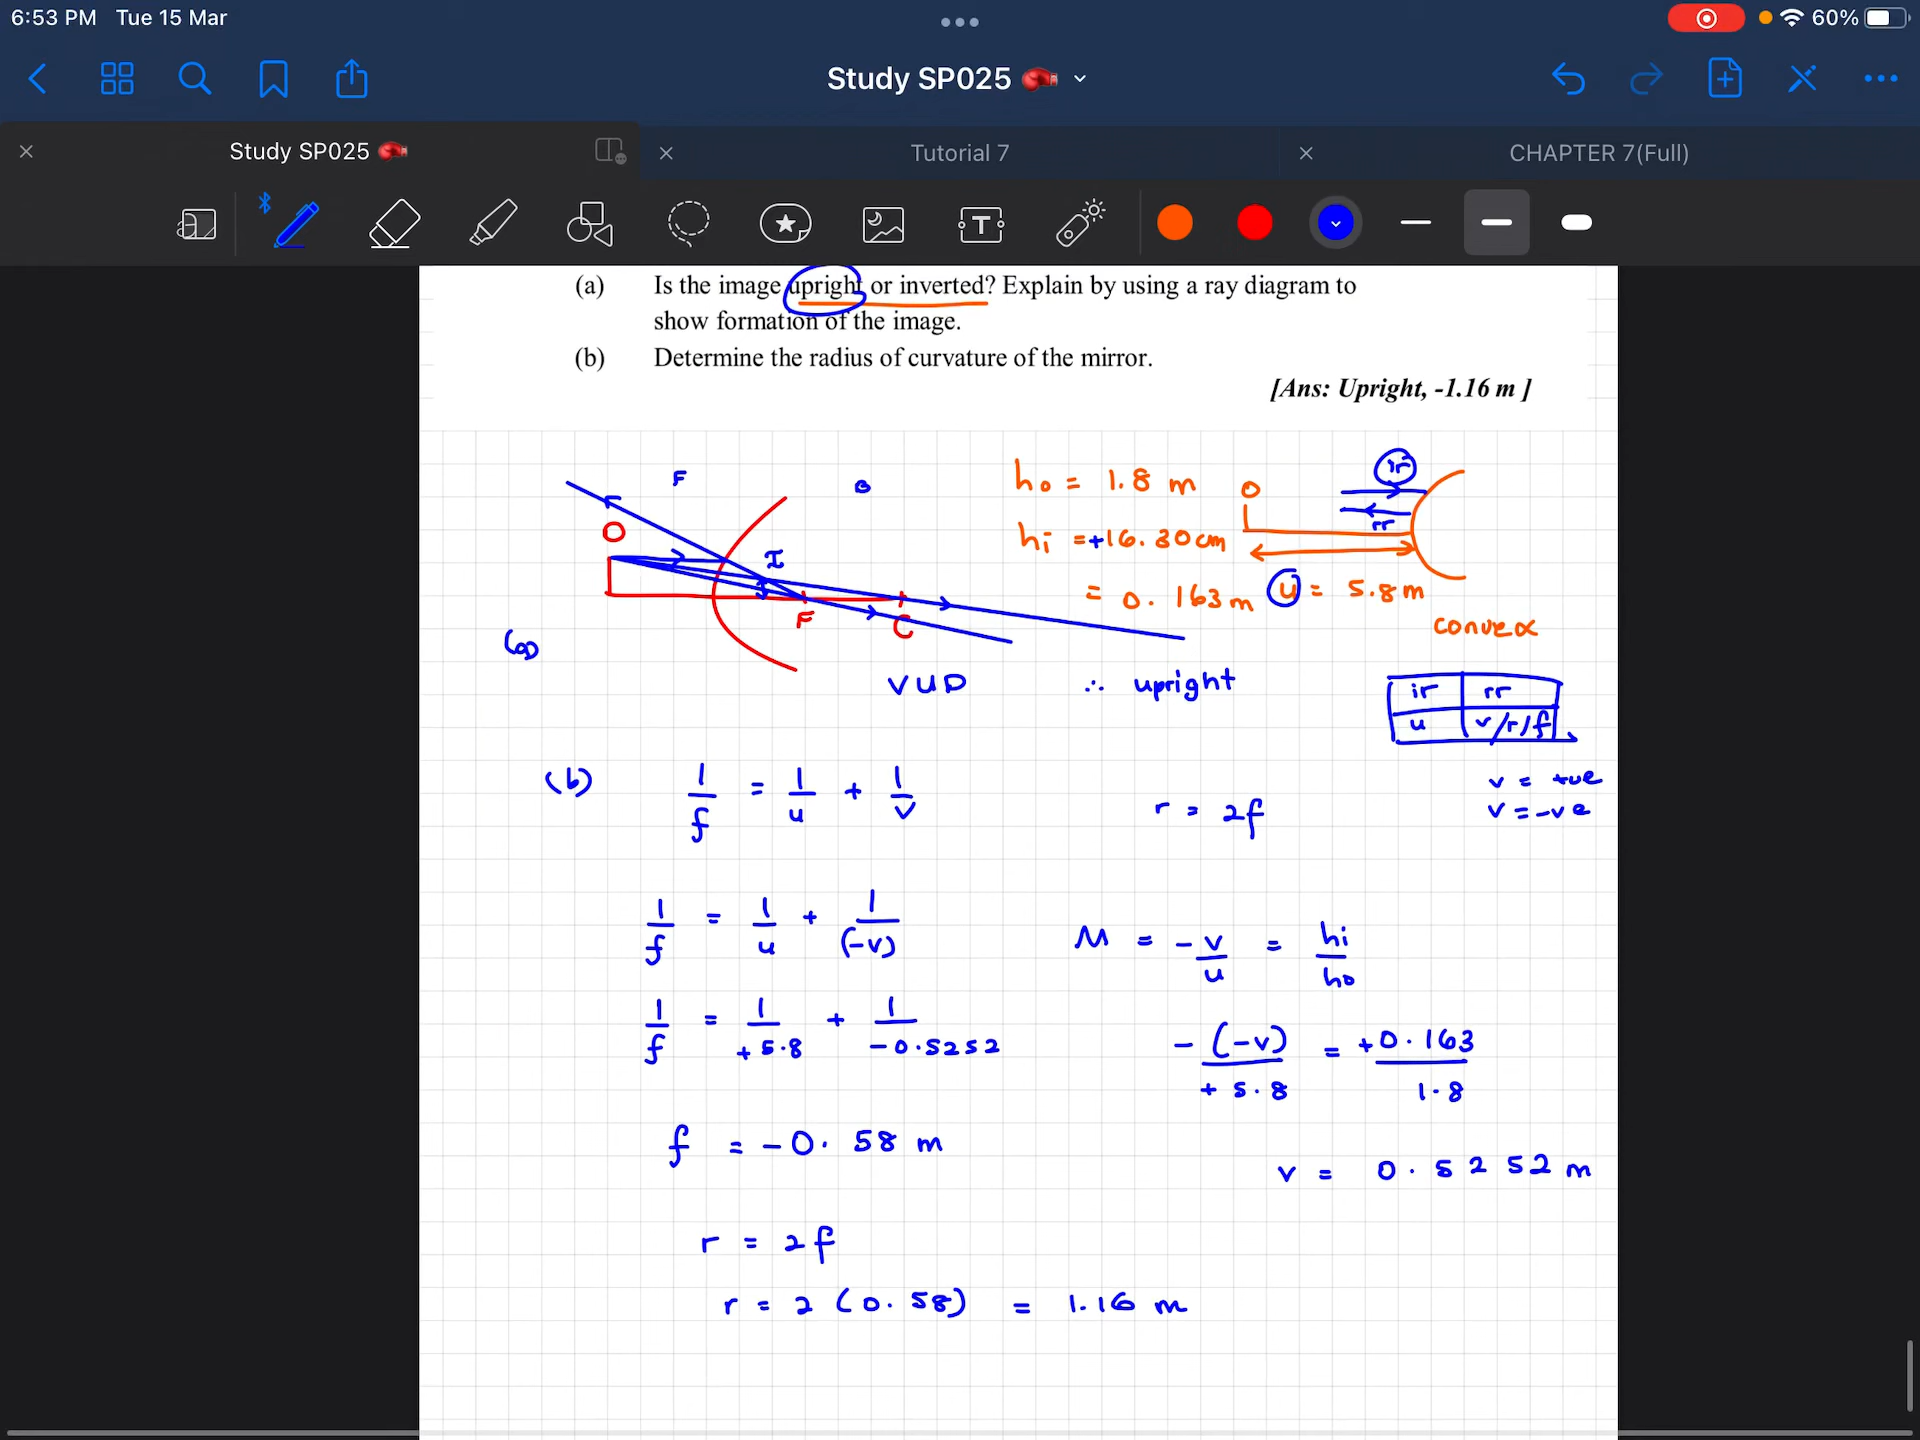 6:53 PM Tue 15 Mar
60%
Study SP025
Study SP025
Tutorial 7
CHAPTER 7(Full)
(a) Is the image upright or inverted? Explain by using a ray diagram to
show formation of the image.
(b) Determine the radius of curvature of the mirror.
[Ans: Upright, -1.16 m ]
F B
O
I
F C
ho = 1.8 m
hi = +16.30 cm
= 0.163 m
O
ir
rr
u = 5.8 m
convex
(a)
VUD ∴ upright
ir rr
u v/r/f
v = +ve
v = -ve
(b) 1/f = 1/u + 1/v
r = 2f
1/f = 1/u + 1/(-v)
1/f = 1/+5.8 + 1/-0.5252
f = -0.58 m
r = 2f
r = 2 (0.58) = 1.16 m
M = -v/u = hi/ho
-(-v)/+5.8 = +0.163/1.8
v = 0.5252 m